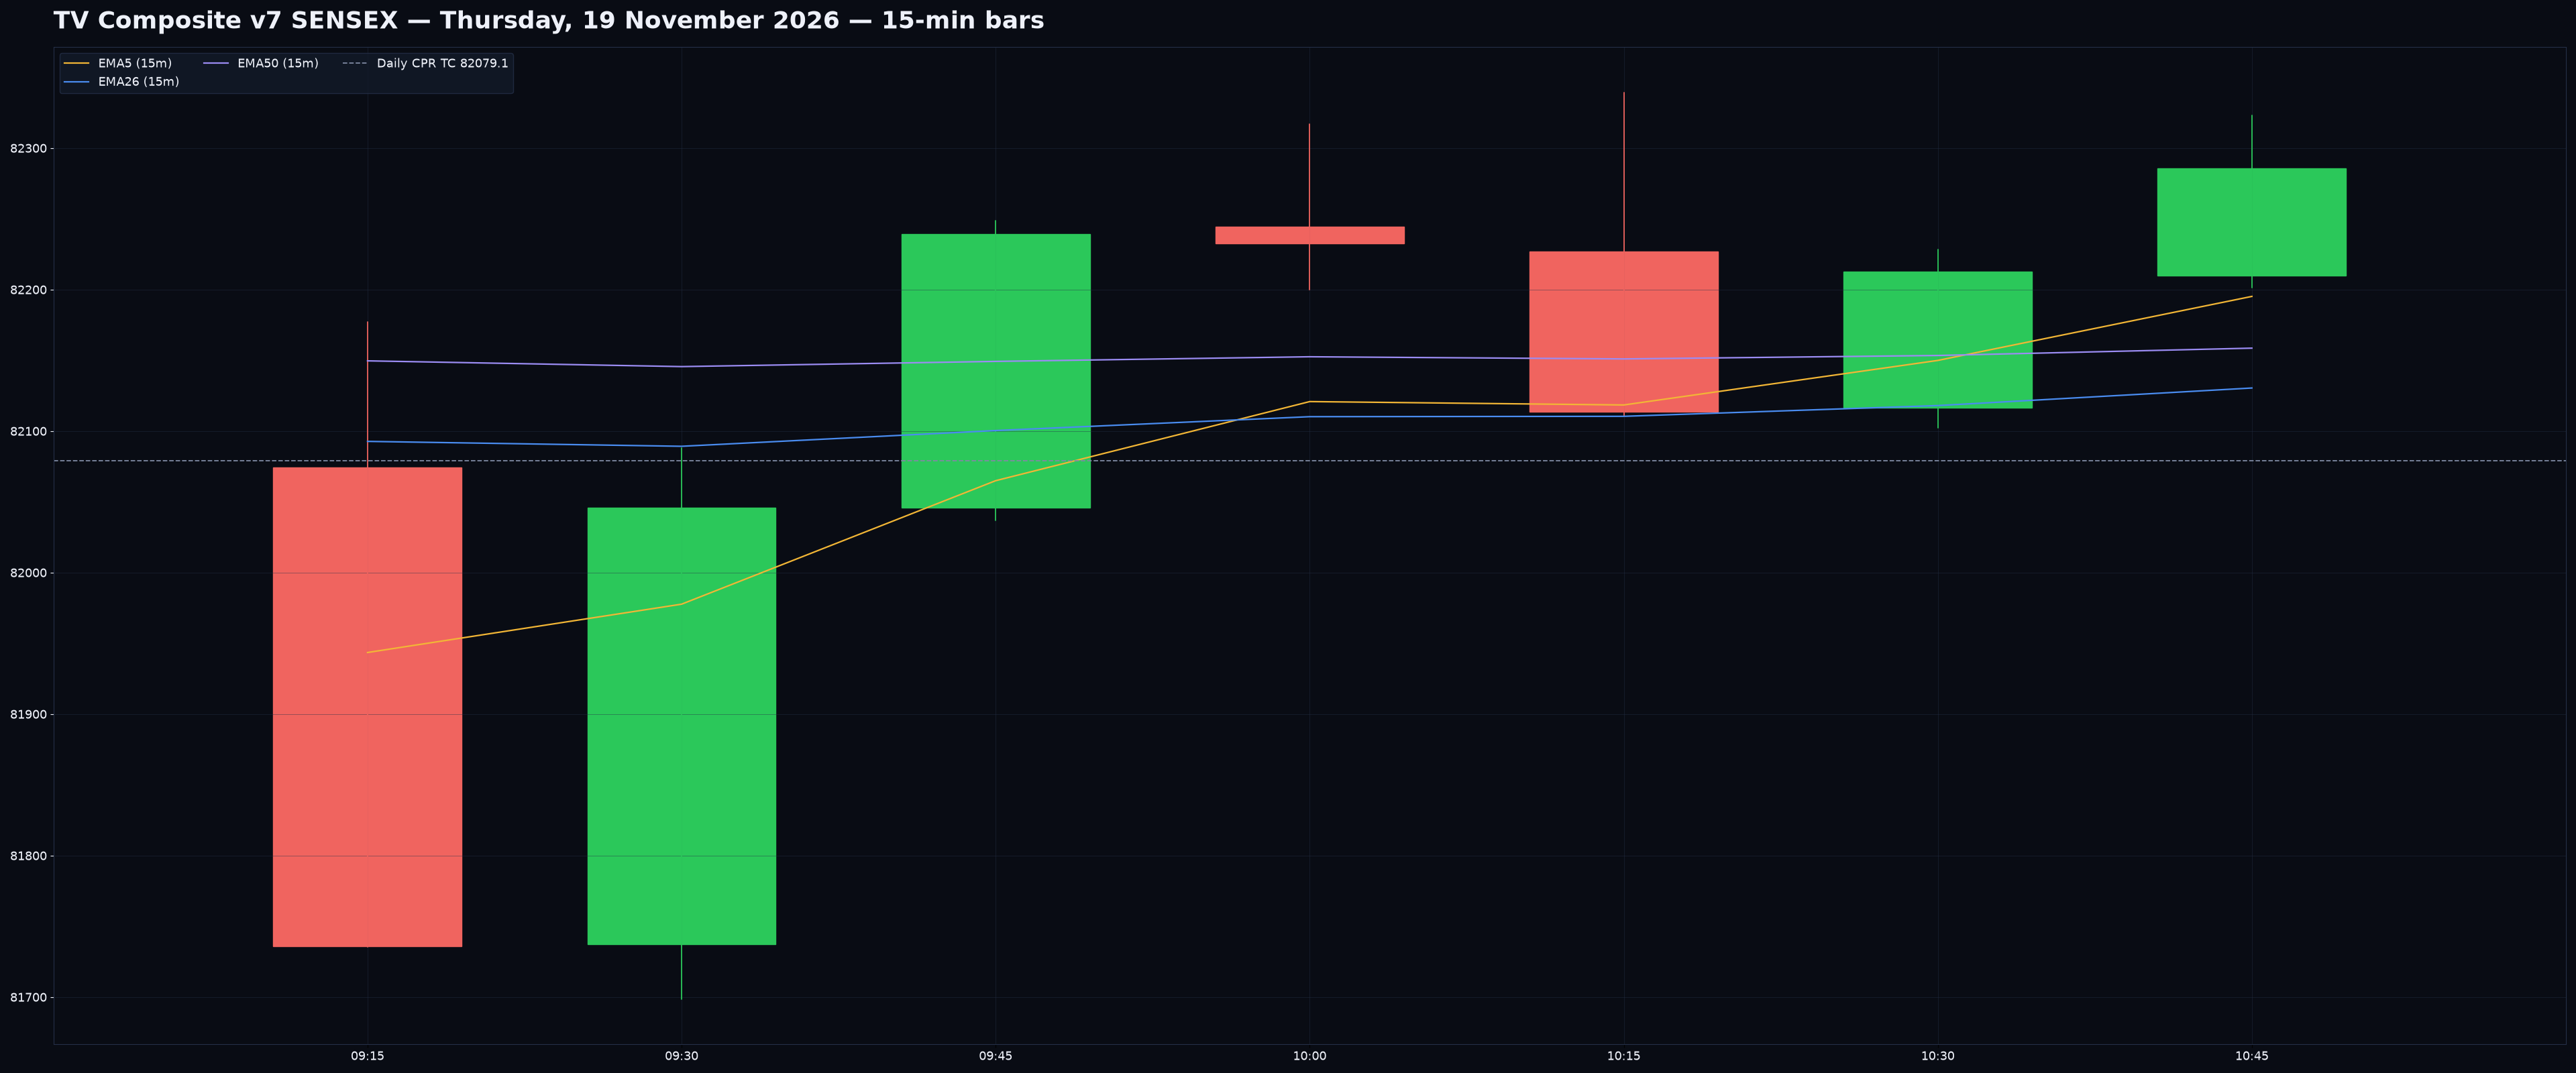 TV Composite v7 SENSEX — Thursday, 19 November 2026 — 15-min bars
EMA5 (15m) EMA50 (15m) Daily CPR TC 82079.1
EMA26 (15m)
82300
82200
82100
82000
81900
81800
81700
09:15 09:30 09:45 10:00 10:15 10:30 10:45